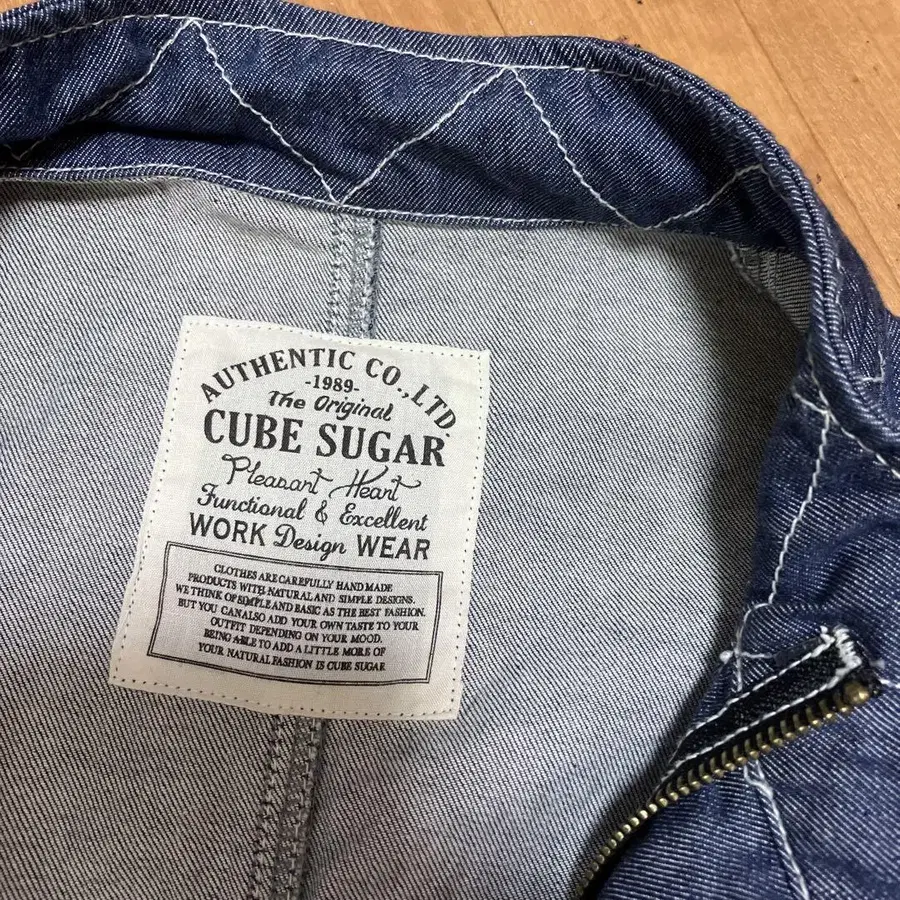 AUTHENTIC CO.,LTD.
-1989-
The Original
CUBE SUGAR
Pleasant Heart
Functional & Excellent
WORK Design WEAR
CLOTHES ARE CAREFULLY HAND MADE
PRODUCTS WITH NATURAL AND SIMPLE DESIGNS.
WE THINK OF SIMPLE AND BASIC AS THE BEST FASHION.
BUT YOU CANALSO ADD YOUR OWN TASTE TO YOUR
OUTFIT DEPENDING ON YOUR MOOD.
BEING ABLE TO ADD A LITTLE MORE OF
YOUR NATURAL FASHION IS CUBE SUGAR